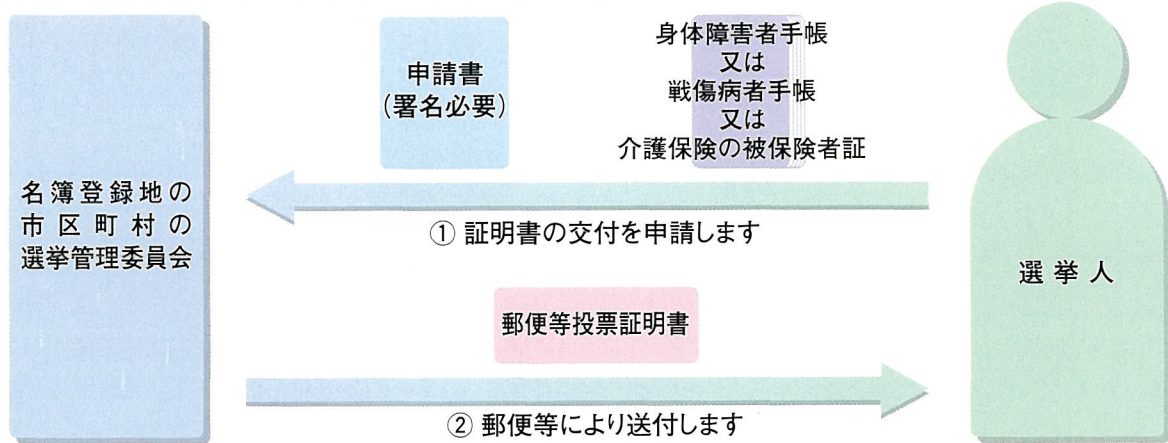 身体障害者手帳
又は
戦傷病者手帳
又は
介護保険の被保険者証
申請書
(署名必要)
名簿登録地の
市区町村の
選挙管理委員会
① 証明書の交付を申請します
選挙人
郵便等投票証明書
② 郵便等により送付します